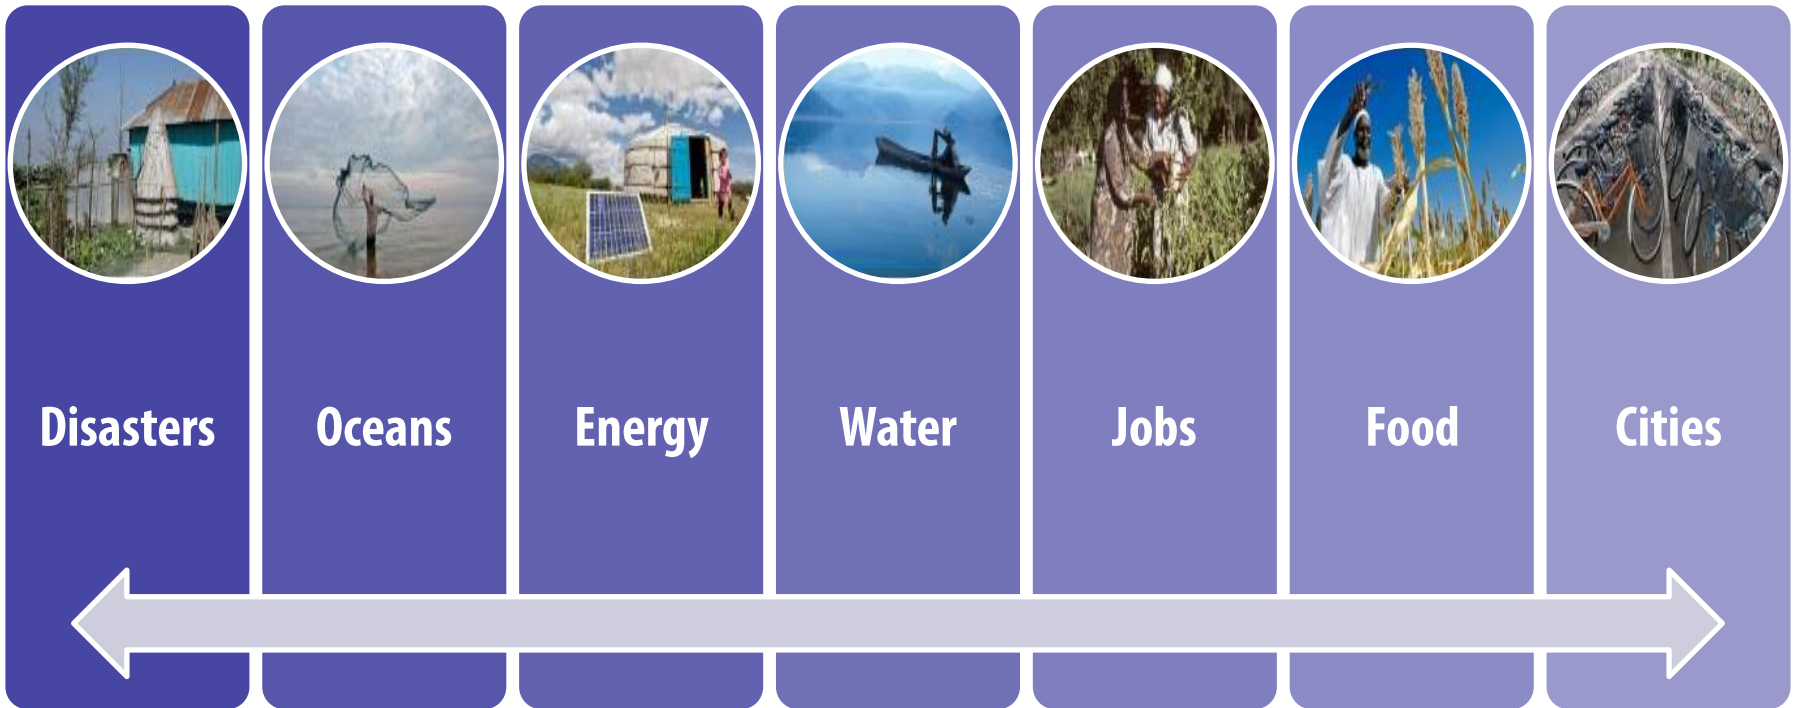 Disasters
Oceans
Energy
Water
Jobs
Food
Cities